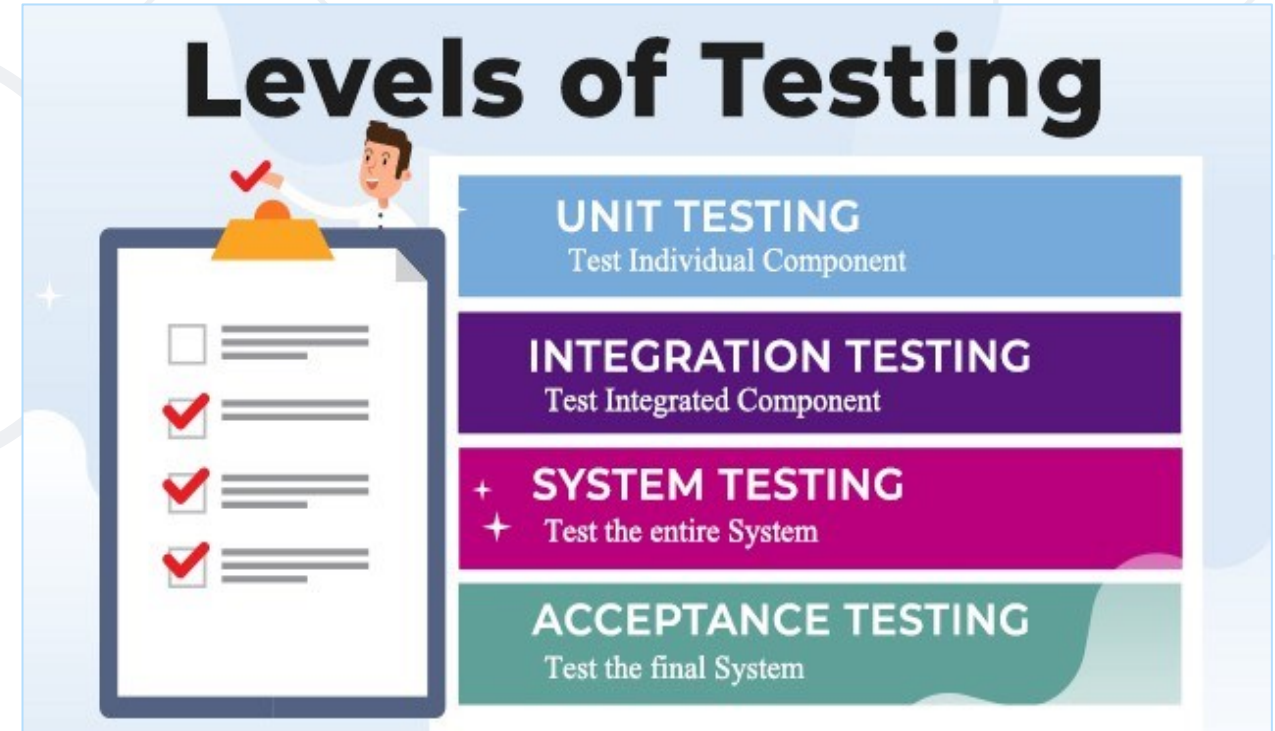 Levels of Testing
UNIT TESTING
Test Individual Component
INTEGRATION TESTING
Test Integrated Component
SYSTEM TESTING
Test the entire System
ACCEPTANCE TESTING
Test the final System